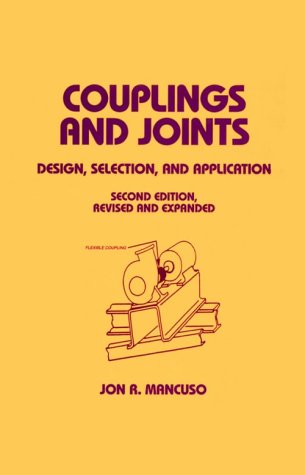 COUPLINGS
AND JOINTS
DESIGN, SELECTION, AND APPLICATION
SECOND EDITION,
REVISED AND EXPANDED
FLEXIBLE COUPLING
JON R. MANCUSO